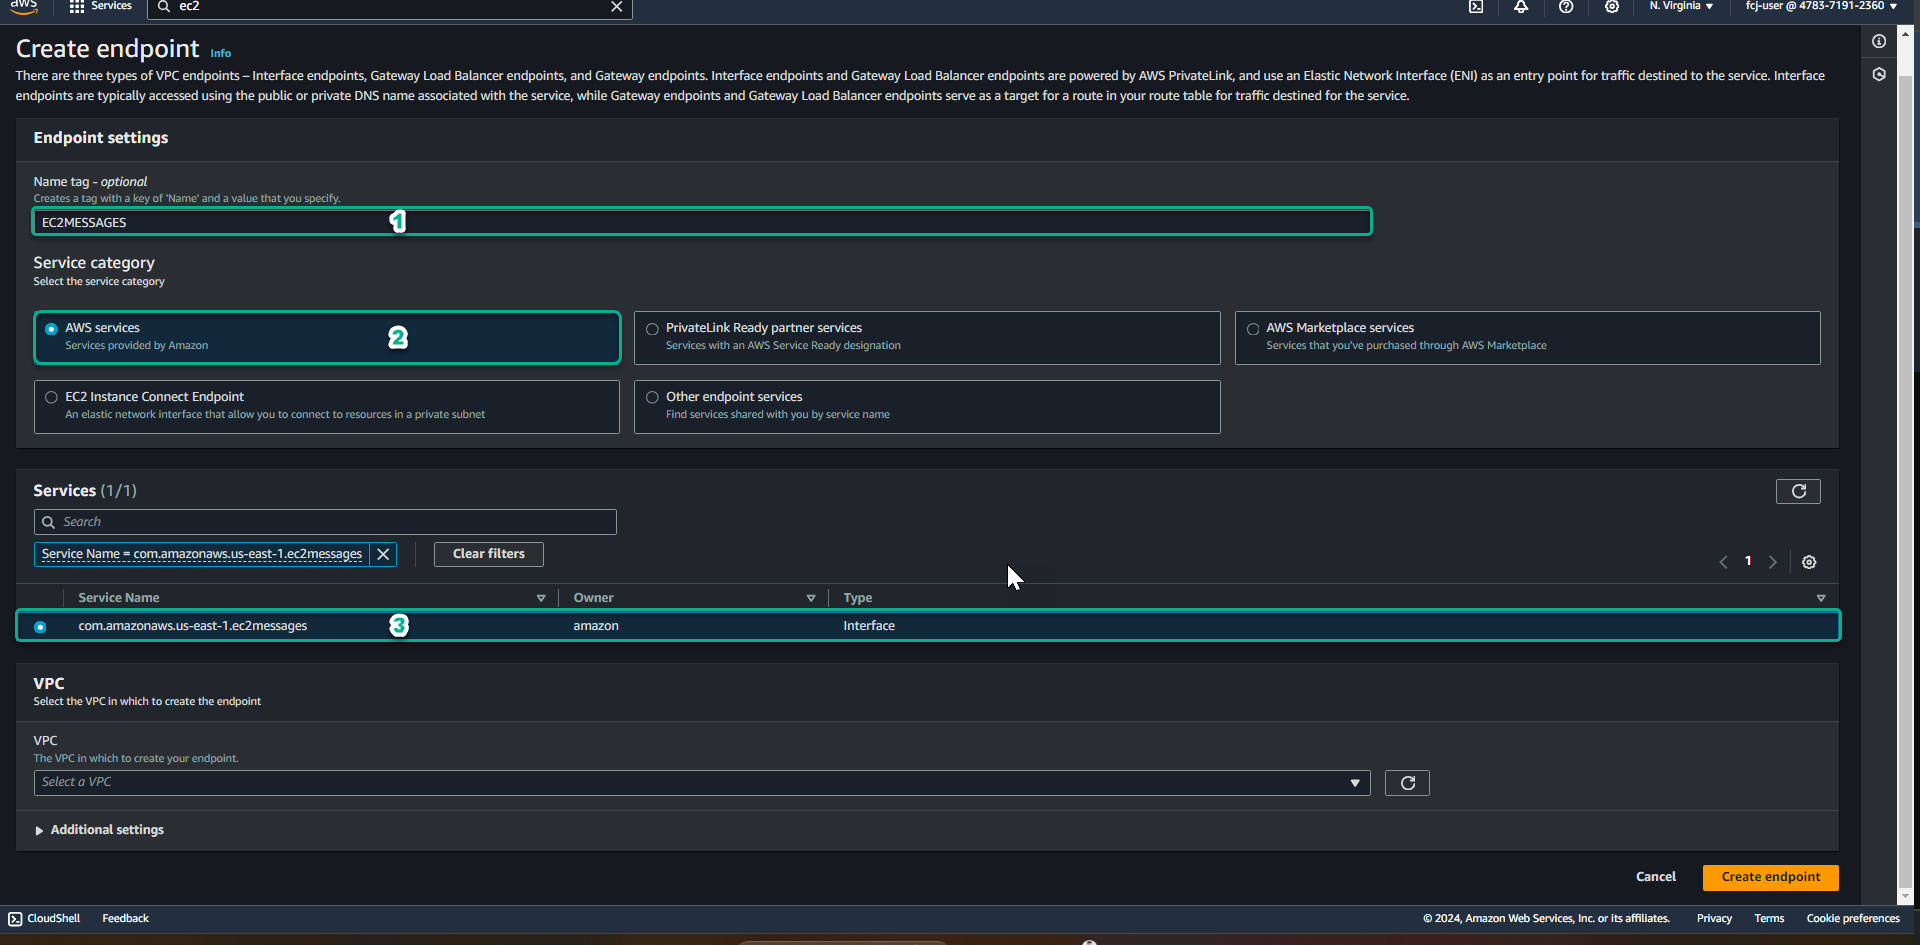 aws Services ec2 N. Virginia fcj-user @ 4783-7191-2360
Create endpoint Info
There are three types of VPC endpoints – Interface endpoints, Gateway Load Balancer endpoints, and Gateway endpoints. Interface endpoints and Gateway Load Balancer endpoints are powered by AWS PrivateLink, and use an Elastic Network Interface (ENI) as an entry point for traffic destined to the service. Interface
endpoints are typically accessed using the public or private DNS name associated with the service, while Gateway endpoints and Gateway Load Balancer endpoints serve as a target for a route in your route table for traffic destined for the service.
Endpoint settings
Name tag - optional
Creates a tag with a key of 'Name' and a value that you specify.
EC2MESSAGES 1
Service category
Select the service category
AWS services
Services provided by Amazon
2
PrivateLink Ready partner services
Services with an AWS Service Ready designation
AWS Marketplace services
Services that you've purchased through AWS Marketplace
EC2 Instance Connect Endpoint
An elastic network interface that allow you to connect to resources in a private subnet
Other endpoint services
Find services shared with you by service name
Services (1/1)
Search
Service Name = com.amazonaws.us-east-1.ec2messages Clear filters 1
Service Name Owner Type
com.amazonaws.us-east-1.ec2messages 3 amazon Interface
VPC
Select the VPC in which to create the endpoint
VPC
The VPC in which to create your endpoint.
Select a VPC
Additional settings
Cancel Create endpoint
CloudShell Feedback © 2024, Amazon Web Services, Inc. or its affiliates. Privacy Terms Cookie preferences